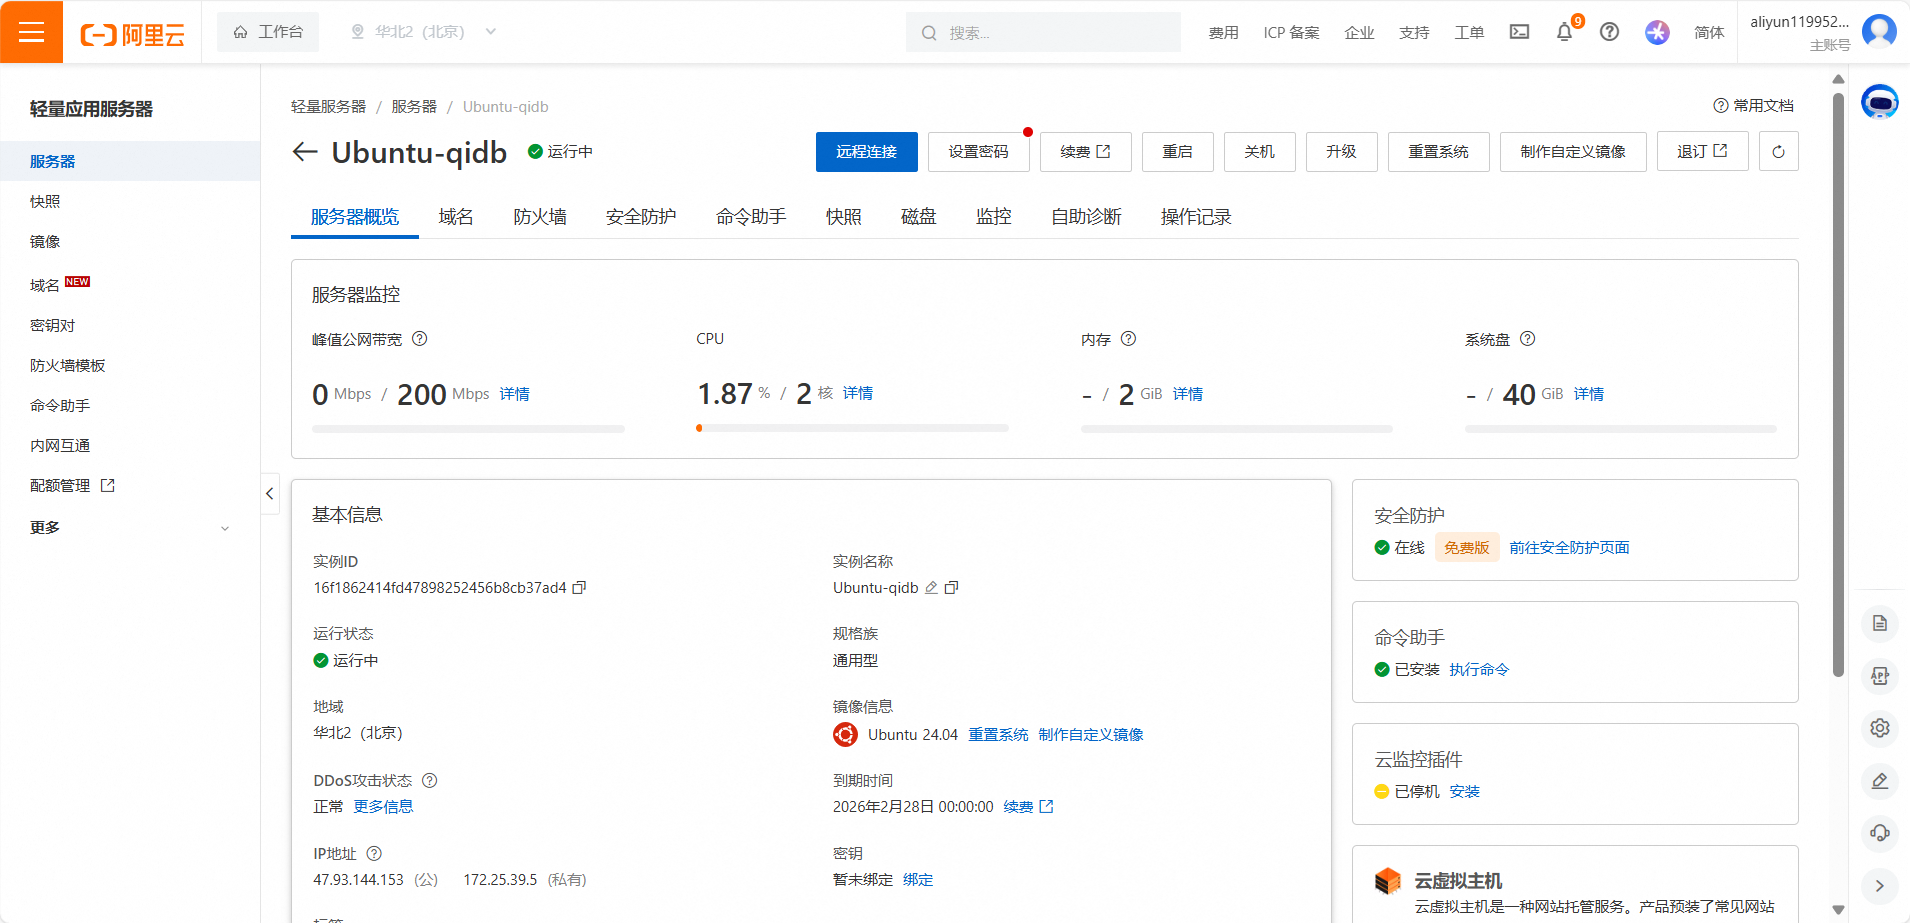 阿里云
工作台
华北2（北京）
搜索...
费用
ICP 备案
企业
支持
工单
9
简体
aliyun119952...
主账号
轻量应用服务器
服务器
快照
镜像
域名 NEW
密钥对
防火墙模板
命令助手
内网互通
配额管理
更多
轻量服务器 / 服务器 / Ubuntu-qidb
常用文档
Ubuntu-qidb 运行中
远程连接
设置密码
续费
重启
关机
升级
重置系统
制作自定义镜像
退订
服务器概览
域名
防火墙
安全防护
命令助手
快照
磁盘
监控
自助诊断
操作记录
服务器监控
峰值公网带宽
0 Mbps / 200 Mbps 详情
CPU
1.87 % / 2 核 详情
内存
- / 2 GiB 详情
系统盘
- / 40 GiB 详情
基本信息
实例ID
16f1862414fd47898252456b8cb37ad4
实例名称
Ubuntu-qidb
运行状态
运行中
规格族
通用型
地域
华北2（北京）
镜像信息
Ubuntu 24.04 重置系统 制作自定义镜像
DDoS攻击状态
正常 更多信息
到期时间
2026年2月28日 00:00:00 续费
IP地址
47.93.144.153 （公） 172.25.39.5 （私有）
密钥
暂未绑定 绑定
安全防护
在线 免费版 前往安全防护页面
命令助手
已安装 执行命令
云监控插件
已停机 安装
云虚拟主机
云虚拟主机是一种网站托管服务。产品预装了常见网站
API